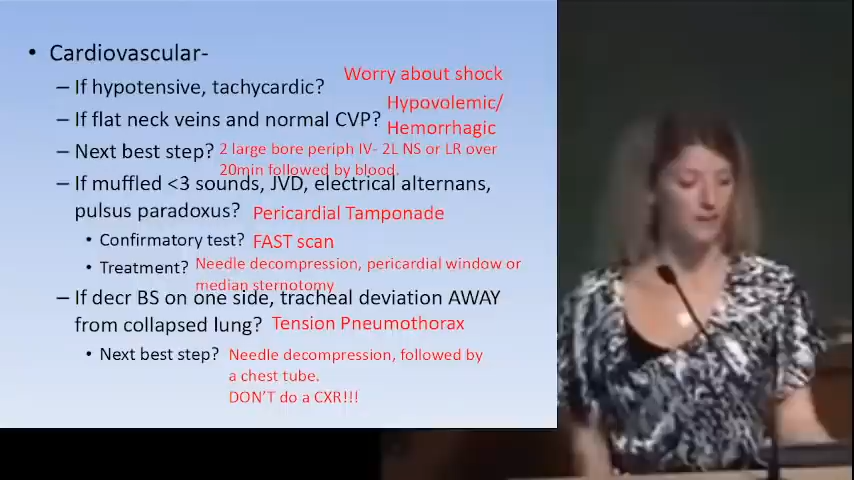 • Cardiovascular-
– If hypotensive, tachycardic? Worry about shock
– If flat neck veins and normal CVP? Hypovolemic/
Hemorrhagic
– Next best step? 2 large bore periph IV- 2L NS or LR over
20min followed by blood.
– If muffled <3 sounds, JVD, electrical alternans,
pulsus paradoxus? Pericardial Tamponade
• Confirmatory test? FAST scan
• Treatment? Needle decompression, pericardial window or
median sternotomy
– If decr BS on one side, tracheal deviation AWAY
from collapsed lung? Tension Pneumothorax
• Next best step? Needle decompression, followed by
a chest tube.
DON'T do a CXR!!!